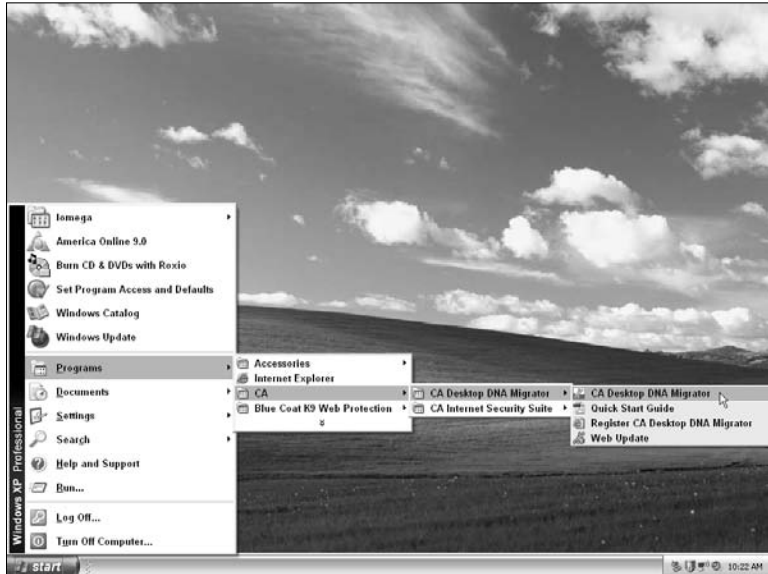 Iomega
America Online 9.0
Burn CD & DVDs with Roxio
Set Program Access and Defaults
Windows Catalog
Windows Update
Programs
Documents
Settings
Search
Help and Support
Run...
Log Off...
Turn Off Computer...
Windows XP Professional
Accessories
Internet Explorer
CA
Blue Coat K9 Web Protection
CA Desktop DNA Migrator
CA Internet Security Suite
CA Desktop DNA Migrator
Quick Start Guide
Register CA Desktop DNA Migrator
Web Update
start
10:22 AM